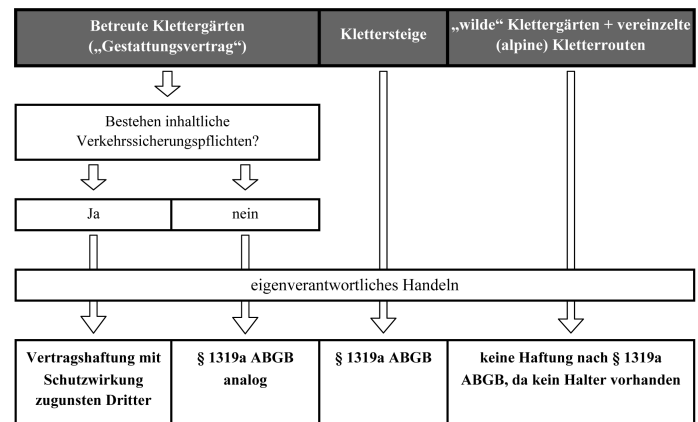 Betreute Klettergärten
(„Gestattungsvertrag“)
Klettersteige
„wilde“ Klettergärten + vereinzelte
(alpine) Kletterrouten
Bestehen inhaltliche
Verkehrssicherungspflichten?
Ja
nein
eigenverantwortliches Handeln
Vertragshaftung mit
Schutzwirkung
zugunsten Dritter
§ 1319a ABGB
analog
§ 1319a ABGB
keine Haftung nach § 1319a
ABGB, da kein Halter vorhanden